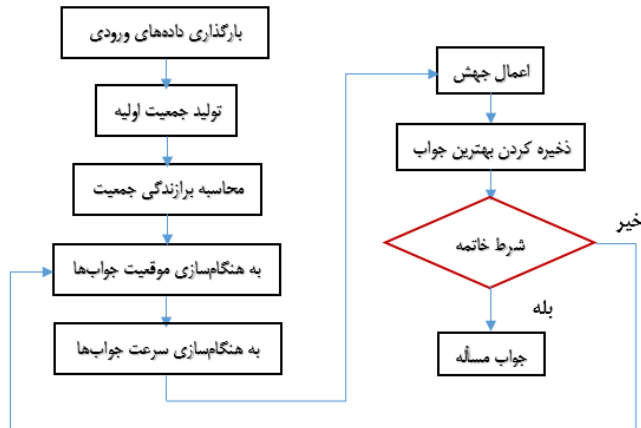 بارگذاری داده‌های ورودی
تولید جمعیت اولیه
محاسبه برازندگی جمعیت
به هنگام‌سازی موقعیت جواب‌ها
به هنگام‌سازی سرعت جواب‌ها
اعمال جهش
ذخیره کردن بهترین جواب
شرط خاتمه
خیر
بله
جواب مسأله